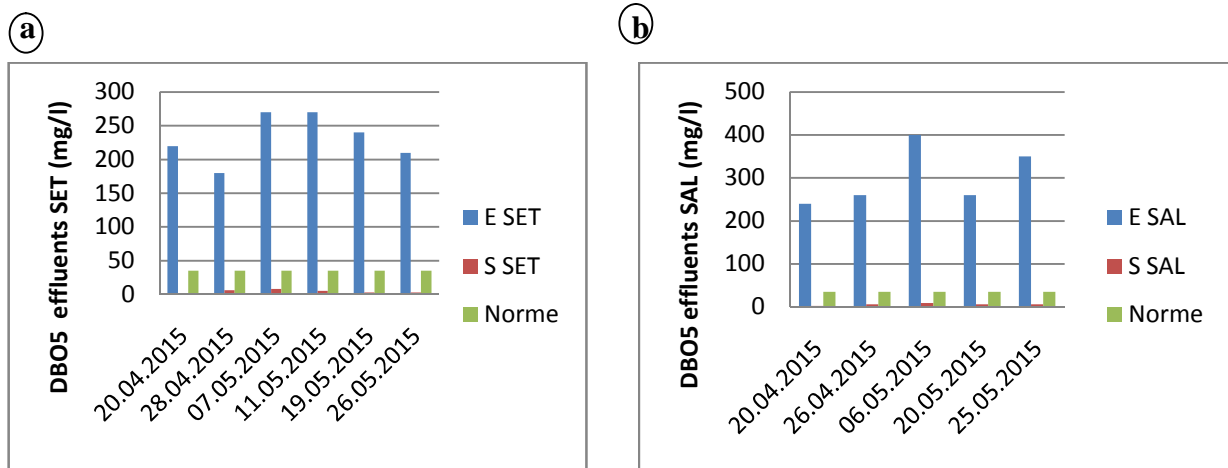 a
DBO5 effluents SET (mg/l)
300
250
200
150
100
50
0
20.04.2015
28.04.2015
07.05.2015
11.05.2015
19.05.2015
26.05.2015
E SET
S SET
Norme
b
DBO5 effluents SAL (mg/l)
500
400
300
200
100
0
20.04.2015
26.04.2015
06.05.2015
20.05.2015
25.05.2015
E SAL
S SAL
Norme